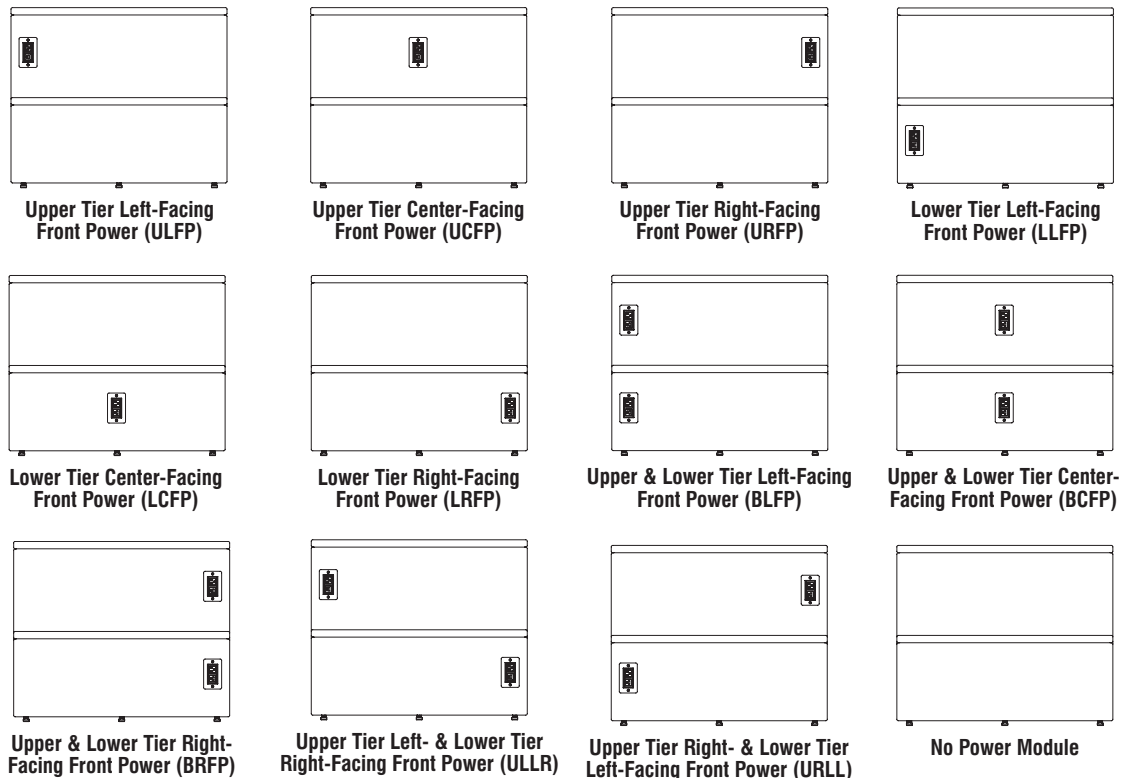 Upper Tier Left-Facing
Front Power (ULFP)
Upper Tier Center-Facing
Front Power (UCFP)
Upper Tier Right-Facing
Front Power (URFP)
Lower Tier Left-Facing
Front Power (LLFP)
Lower Tier Center-Facing
Front Power (LCFP)
Lower Tier Right-Facing
Front Power (LRFP)
Upper & Lower Tier Left-Facing
Front Power (BLFP)
Upper & Lower Tier Center-
Facing Front Power (BCFP)
Upper & Lower Tier Right-
Facing Front Power (BRFP)
Upper Tier Left- & Lower Tier
Right-Facing Front Power (ULLR)
Upper Tier Right- & Lower Tier
Left-Facing Front Power (URLL)
No Power Module